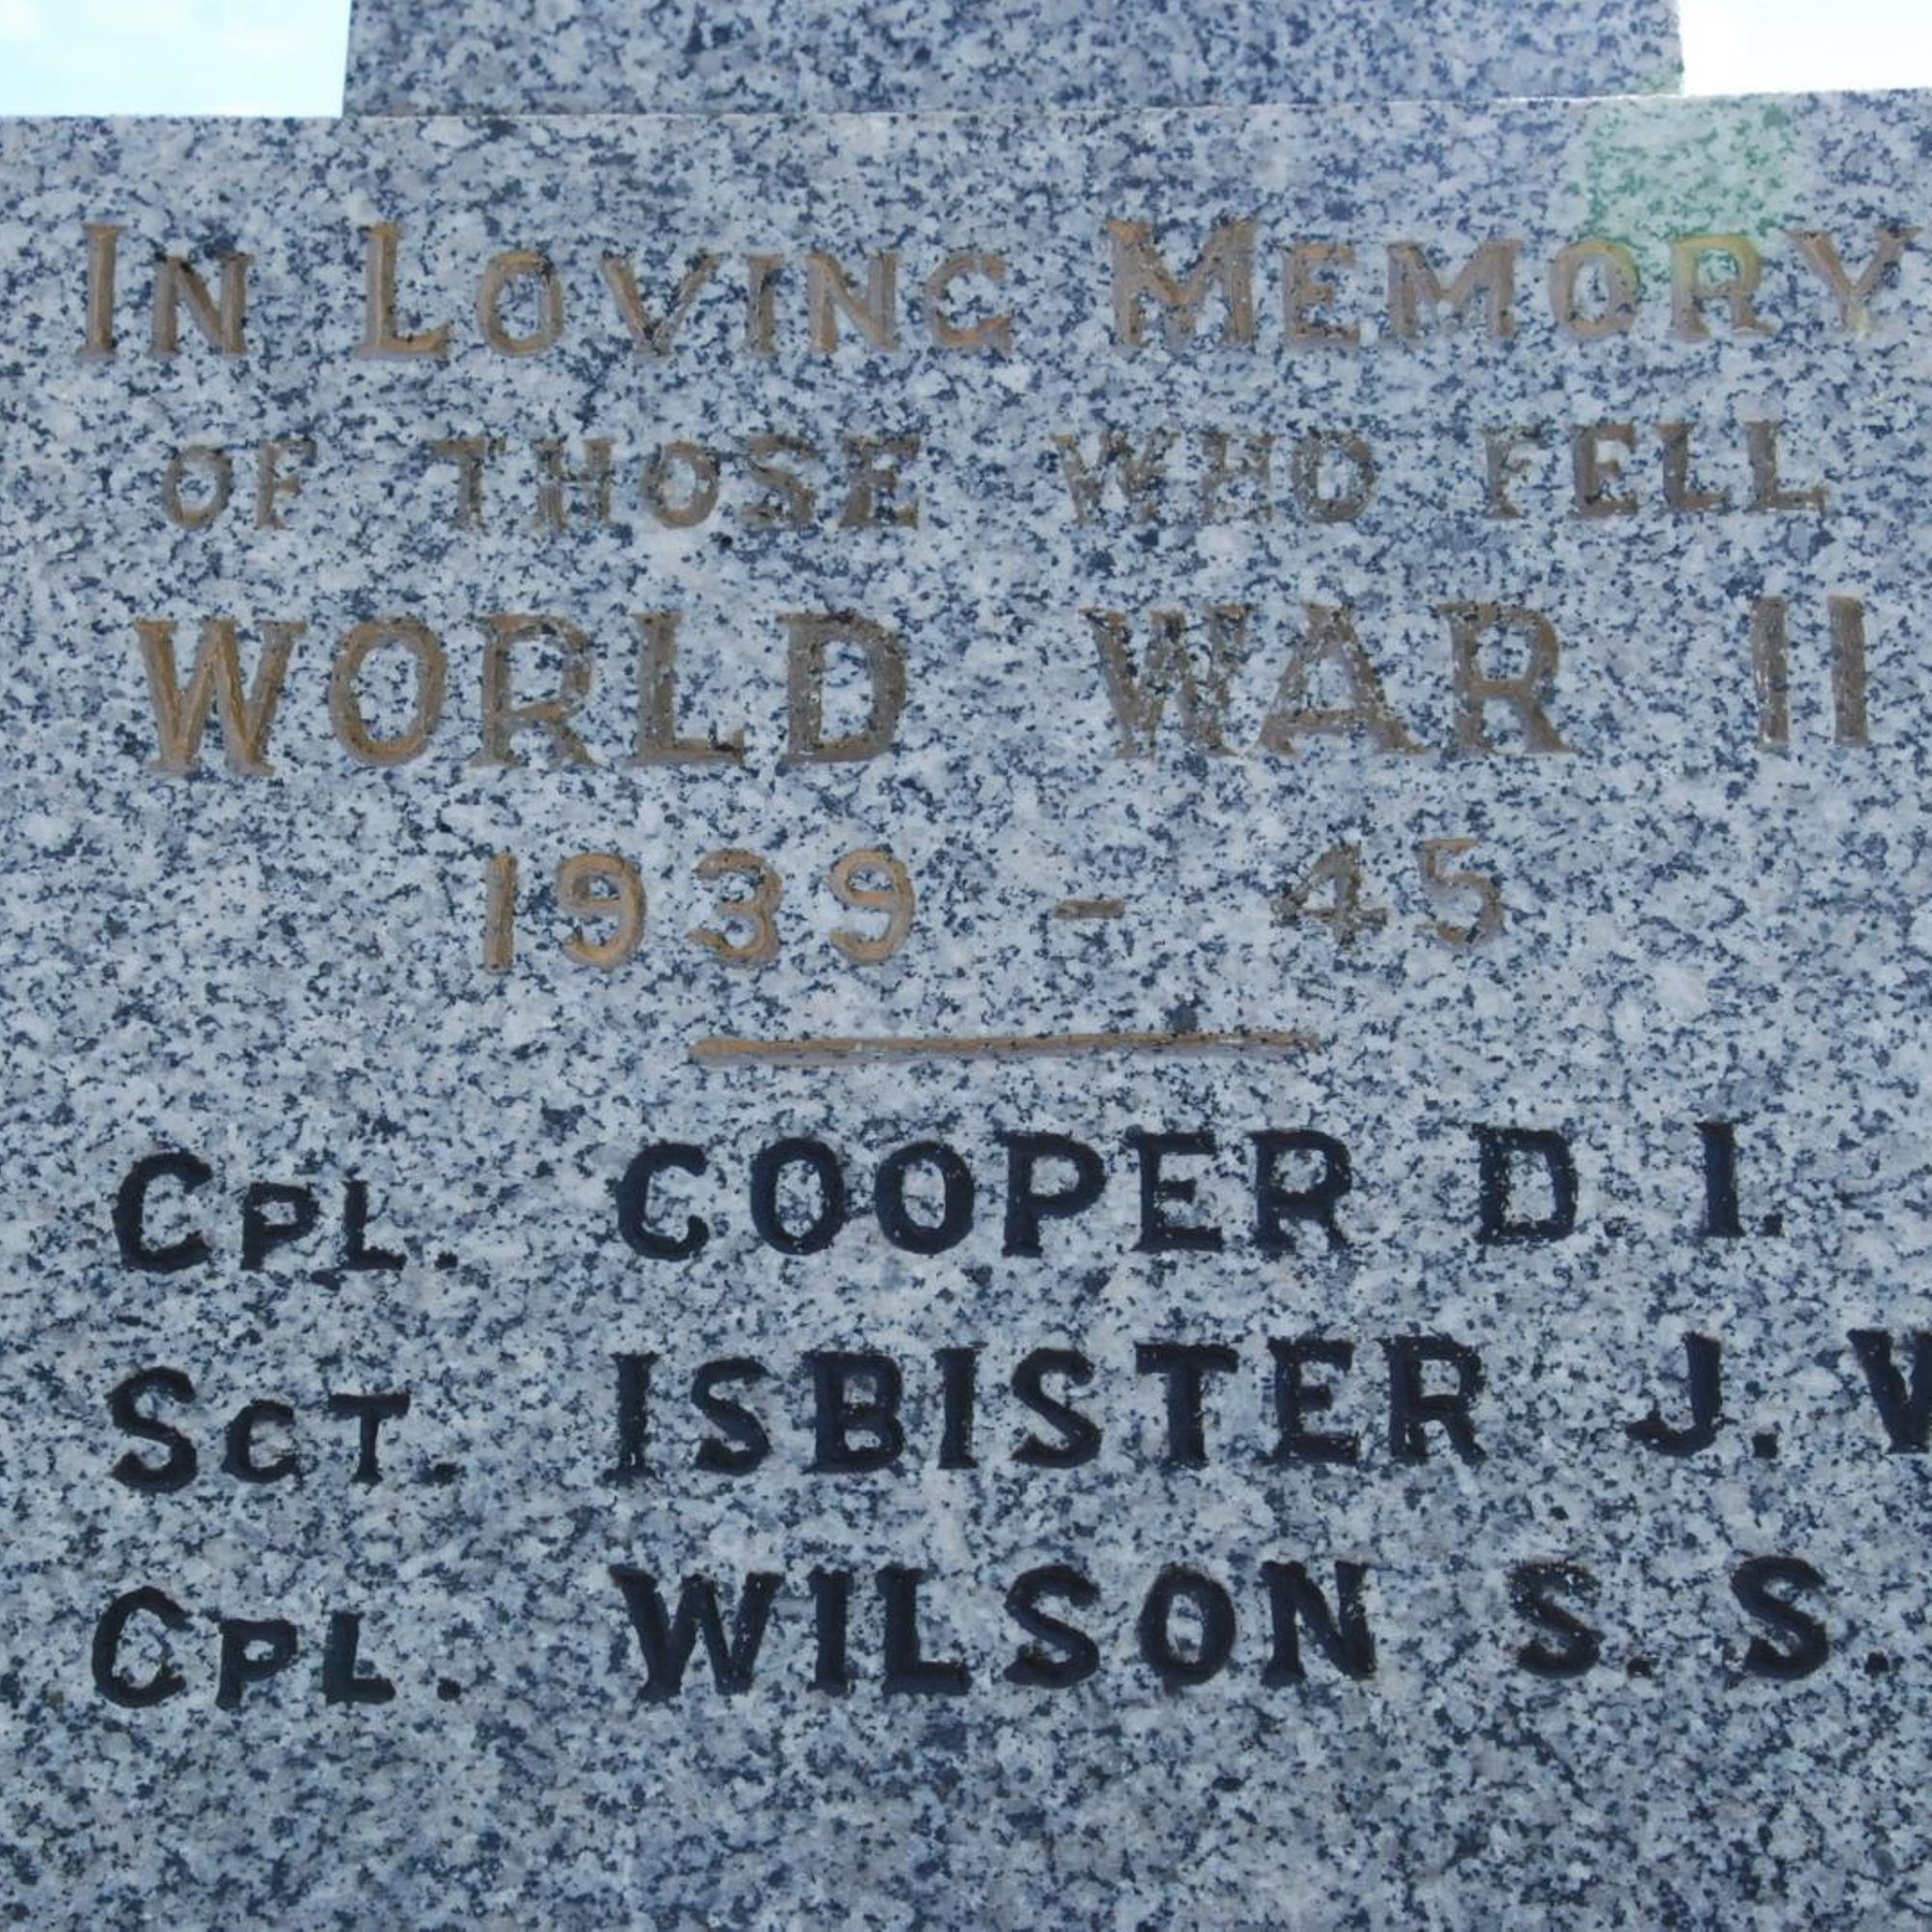 IN LOVING MEMORY
OF THOSE WHO FELL
WORLD WAR II
1939 - 45
CPL. COOPER D I.
SGT. ISBISTER J.
CPL. WILSON S. S.